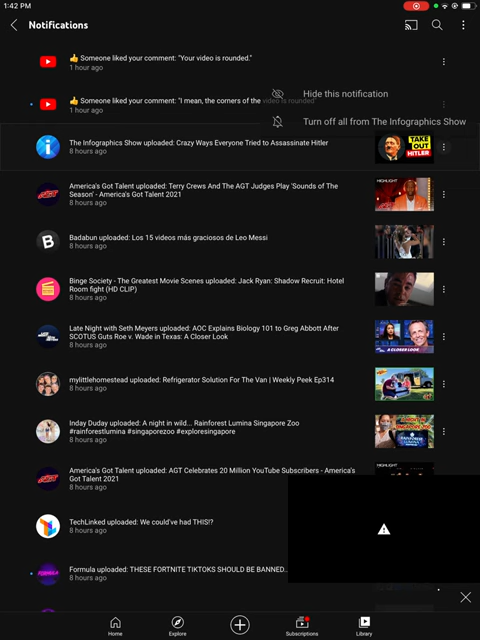 1:42 PM
Notifications
👍 Someone liked your comment: "Your video is rounded."
1 hour ago
👍 Someone liked your comment: "I mean, the corners of the video is rounded"
1 hour ago
Hide this notification
Turn off all from The Infographics Show
The Infographics Show uploaded: Crazy Ways Everyone Tried to Assassinate Hitler
8 hours ago
TAKE
OUT
HITLER
America's Got Talent uploaded: Terry Crews And The AGT Judges Play 'Sounds of The
Season' - America's Got Talent 2021
8 hours ago
HIGHLIGHT
B
Badabun uploaded: Los 15 videos más graciosos de Leo Messi
8 hours ago
Binge Society - The Greatest Movie Scenes uploaded: Jack Ryan: Shadow Recruit: Hotel
Room fight (HD CLIP)
8 hours ago
Late Night with Seth Meyers uploaded: AOC Explains Biology 101 to Greg Abbott After
SCOTUS Guts Roe v. Wade in Texas: A Closer Look
8 hours ago
A CLOSER LOOK
mylittlehomestead uploaded: Refrigerator Solution For The Van | Weekly Peek Ep314
8 hours ago
Inday Duday uploaded: A night in wild... Rainforest Lumina Singapore Zoo
#rainforestlumina #singaporezoo #exploresingapore
8 hours ago
America's Got Talent uploaded: AGT Celebrates 20 Million YouTube Subscribers - America's
Got Talent 2021
8 hours ago
HIGHLIGHT
TechLinked uploaded: We could've had THIS!?
8 hours ago
Formula uploaded: THESE FORTNITE TIKTOKS SHOULD BE BANNED...
8 hours ago
Home
Explore
Subscriptions
Library